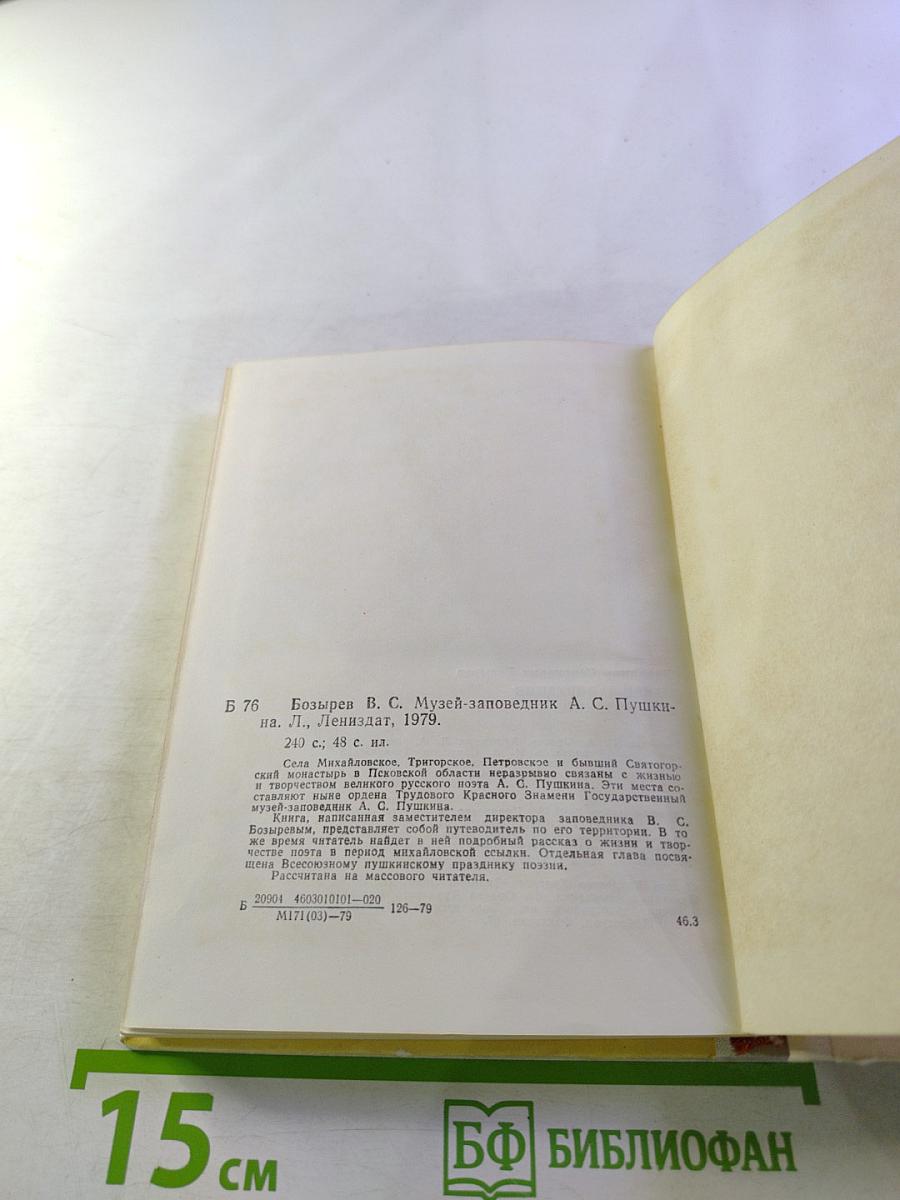 Б 76 Бозырев В. С. Музей-заповедник А. С. Пушки-
на. Л., Лениздат, 1979.
240 с.; 48 с. ил.
Села Михайловское, Тригорское, Петровское и бывший Святогор-
ский монастырь в Псковской области неразрывно связаны с жизнью
и творчеством великого русского поэта А. С. Пушкина. Эти места со-
ставляют ныне ордена Трудового Красного Знамени Государственный
музей-заповедник А. С. Пушкина.
Книга, написанная заместителем директора заповедника В. С.
Бозыревым, представляет собой путеводитель по его территории. В то
же время читатель найдет в ней подробный рассказ о жизни и твор-
честве поэта в период михайловской ссылки. Отдельная глава посвя-
щена Всесоюзному пушкинскому празднику поэзии.
Рассчитана на массового читателя.
20904 4603010101—020
Б 126—79
М171(03)—79
46.3
15 см
БФ БИБЛИОФАН